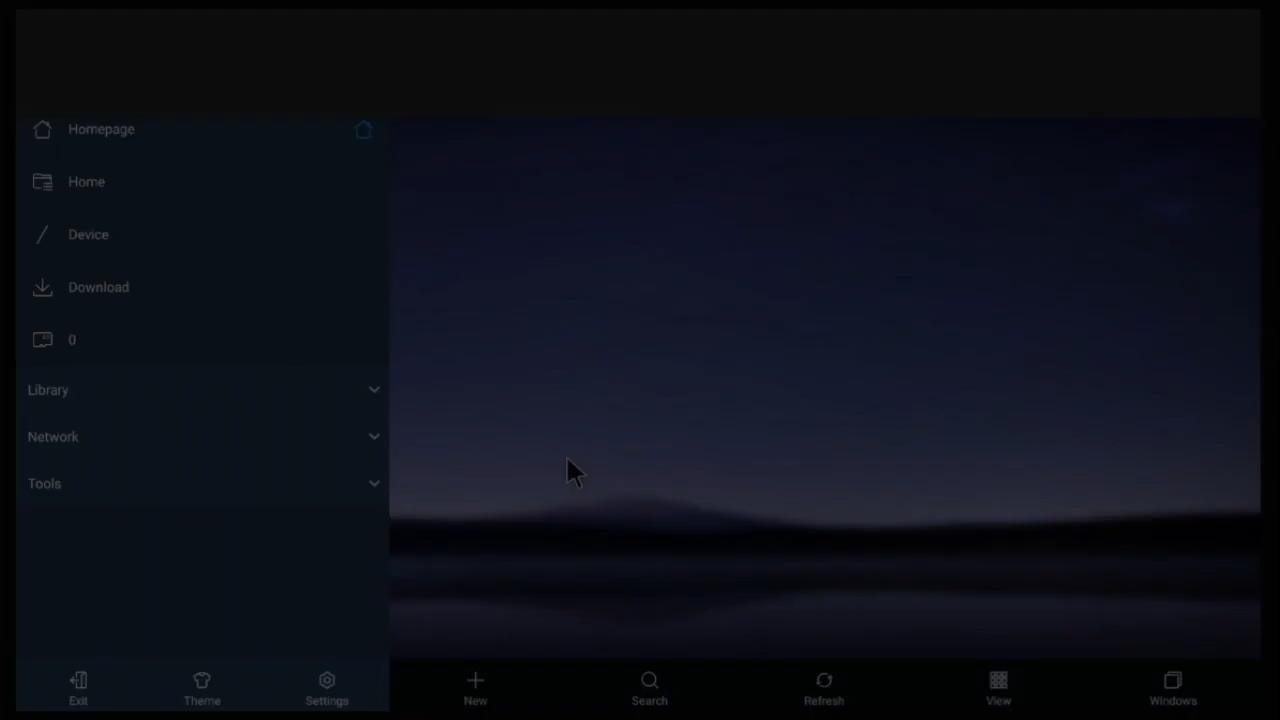 Homepage
Home
Device
Download
0
Library
Network
Tools
Exit
Theme
Settings
New
Search
Refresh
View
Windows